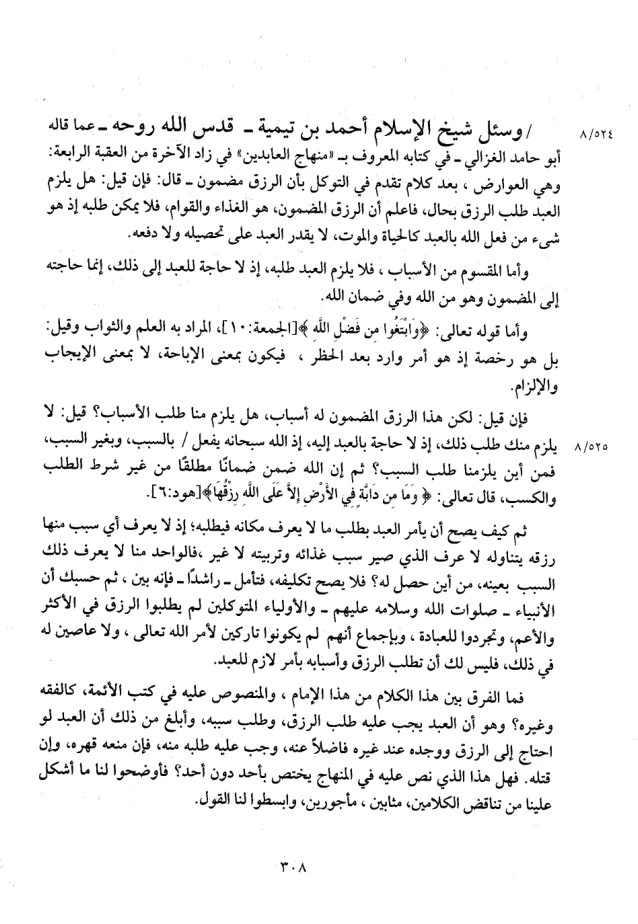 ٨/٥٢٤
/ وسئل شيخ الإسلام أحمد بن تيمية ـ قدس الله روحه ـ عما قاله
أبو حامد الغزالي ـ في كتابه المعروف بـ «منهاج العابدين» في زاد الآخرة من العقبة الرابعة:
وهي العوارض ، بعد كلام تقدم في التوكل بأن الرزق مضمون ـ قال: فإن قيل: هل يلزم
العبد طلب الرزق بحال، فاعلم أن الرزق المضمون، هو الغذاء والقوام، فلا يمكن طلبه إذ هو
شىء من فعل الله بالعبد كالحياة والموت، لا يقدر العبد على تحصيله ولا دفعه.
وأما المقسوم من الأسباب ، فلا يلزم العبد طلبه، إذ لا حاجة للعبد إلى ذلك، إنما حاجته
إلى المضمون وهو من الله وفي ضمان الله.
وأما قوله تعالى: ﴿وَابْتَغُوا مِن فَضْلِ اللَّهِ ﴾[الجمعة:١٠]، المراد به العلم والثواب وقيل:
بل هو رخصة إذ هو أمر وارد بعد الحظر ، فيكون بمعنى الإباحة، لا بمعنى الإيجاب
والإلزام.
فإن قيل: لكن هذا الرزق المضمون له أسباب، هل يلزم منا طلب الأسباب؟ قيل: لا
٨/٥٢٥
يلزم منك طلب ذلك، إذ لا حاجة بالعبد إليه، إذ الله سبحانه يفعل / بالسبب، وبغير السبب،
فمن أين يلزمنا طلب السبب؟ ثم إن الله ضمن ضمانًا مطلقًا من غير شرط الطلب
والكسب، قال تعالى: ﴿ وَمَا مِن دَابَّةٍ فِي الأَرْضِ إِلاَّ عَلَى اللَّهِ رِزْقُهَا﴾[هود:٦].
ثم كيف يصح أن يأمر العبد بطلب ما لا يعرف مكانه فيطلبه؛ إذ لا يعرف أي سبب منها
رزقه يتناوله لا عرف الذي صير سبب غذائه وتربيته لا غير ،فالواحد منا لا يعرف ذلك
السبب بعينه، من أين حصل له؟ فلا يصح تكليفه، فتأمل ـ راشدًا ـ فإنه بين ، ثم حسبك أن
الأنبياء ـ صلوات الله وسلامه عليهم ـ والأولياء المتوكلين لم يطلبوا الرزق في الأكثر
والأعم، وتجردوا للعبادة ، وبإجماع أنهم لم يكونوا تاركين لأمر الله تعالى ، ولا عاصين له
في ذلك، فليس لك أن تطلب الرزق وأسبابه بأمر لازم للعبد.
فما الفرق بين هذا الكلام من هذا الإمام ، والمنصوص عليه في كتب الأئمة، كالفقه
وغيره؟ وهو أن العبد يجب عليه طلب الرزق، وطلب سببه، وأبلغ من ذلك أن العبد لو
احتاج إلى الرزق ووجده عند غيره فاضلاً عنه، وجب عليه طلبه منه، فإن منعه قهره، وإن
قتله. فهل هذا الذي نص عليه في المنهاج يختص بأحد دون أحد؟ فأوضحوا لنا ما أشكل
علينا من تناقض الكلامين، مثابين ، مأجورين، وابسطوا لنا القول.
٣٠٨